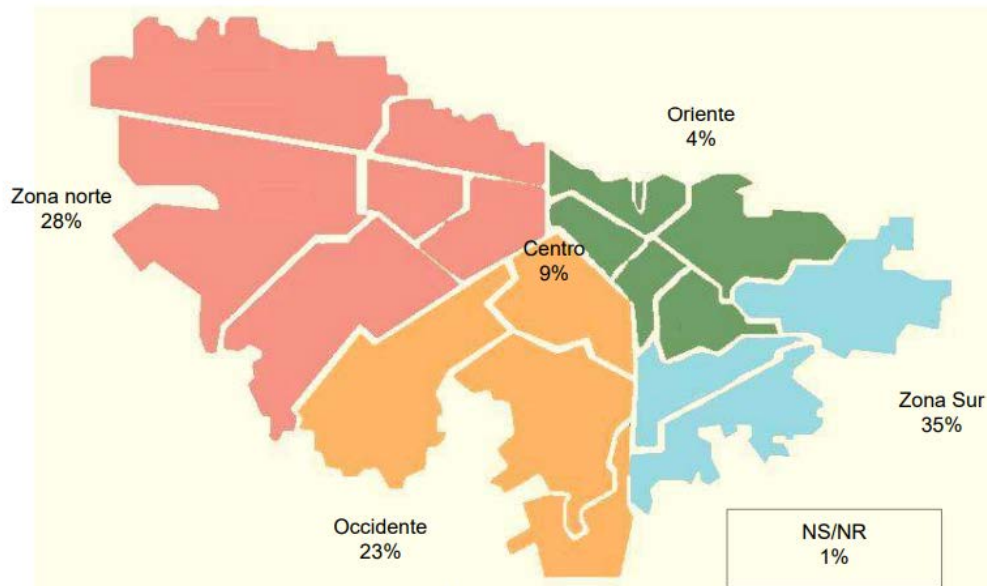 Oriente
4%
Zona norte
28%
Centro
9%
Zona Sur
35%
Occidente
23%
NS/NR
1%